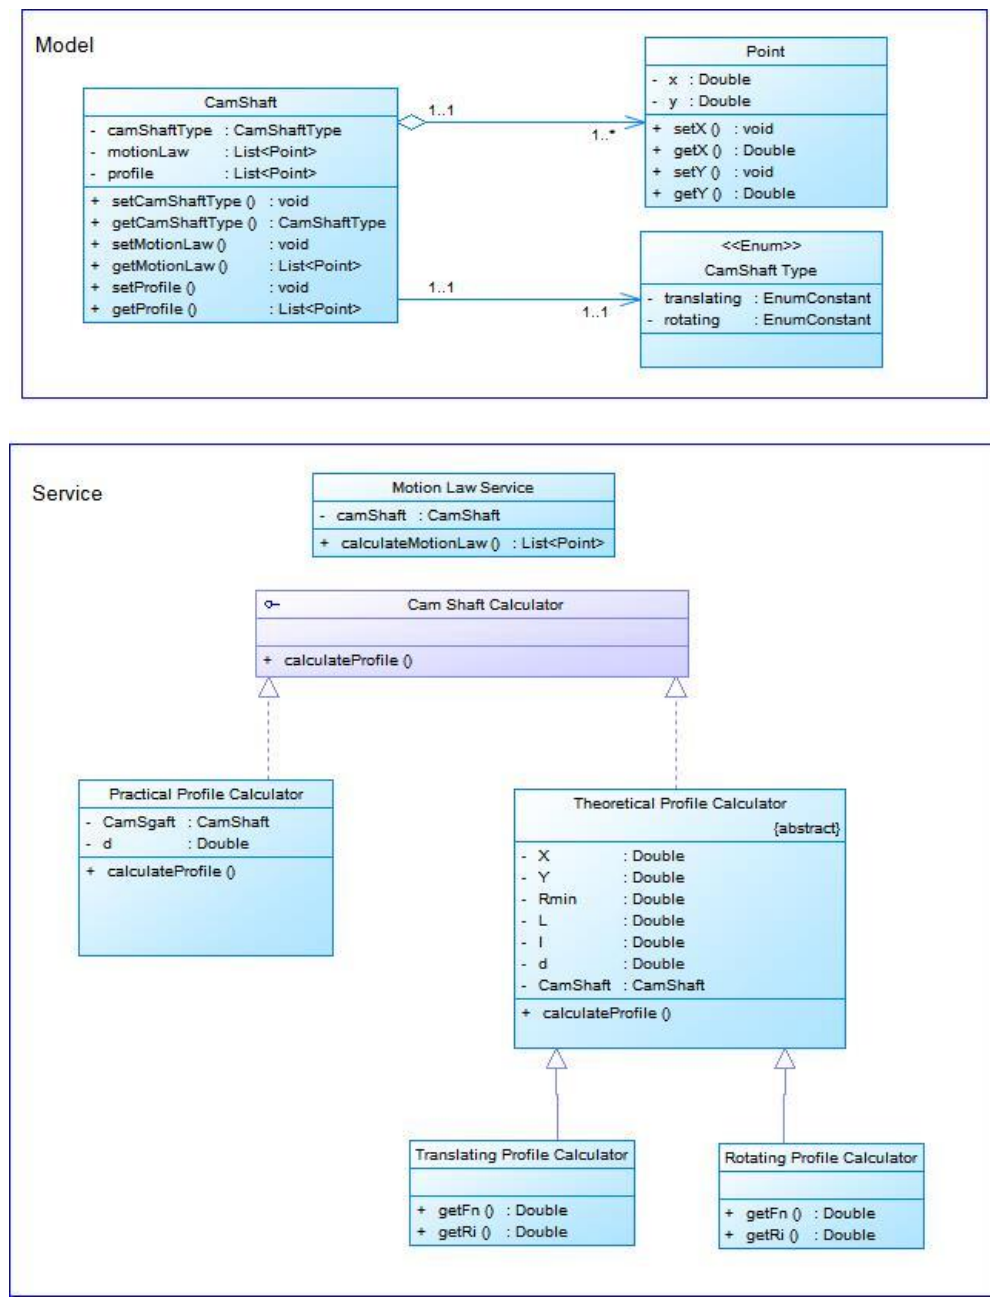 Model
CamShaft
- camShaftType : CamShaftType
- motionLaw : List<Point>
- profile : List<Point>
+ setCamShaftType () : void
+ getCamShaftType () : CamShaftType
+ setMotionLaw () : void
+ getMotionLaw () : List<Point>
+ setProfile () : void
+ getProfile () : List<Point>
1..1
1..*
Point
- x : Double
- y : Double
+ setX () : void
+ getX () : Double
+ setY () : void
+ getY () : Double
1..1
1..1
<<Enum>>
CamShaft Type
- translating : EnumConstant
- rotating : EnumConstant
Service
Motion Law Service
- camShaft : CamShaft
+ calculateMotionLaw () : List<Point>
Cam Shaft Calculator
+ calculateProfile ()
Practical Profile Calculator
- CamSgaft : CamShaft
- d : Double
+ calculateProfile ()
Theoretical Profile Calculator
{abstract}
- X : Double
- Y : Double
- Rmin : Double
- L : Double
- l : Double
- d : Double
- CamShaft : CamShaft
+ calculateProfile ()
Translating Profile Calculator
+ getFn () : Double
+ getRi () : Double
Rotating Profile Calculator
+ getFn () : Double
+ getRi () : Double